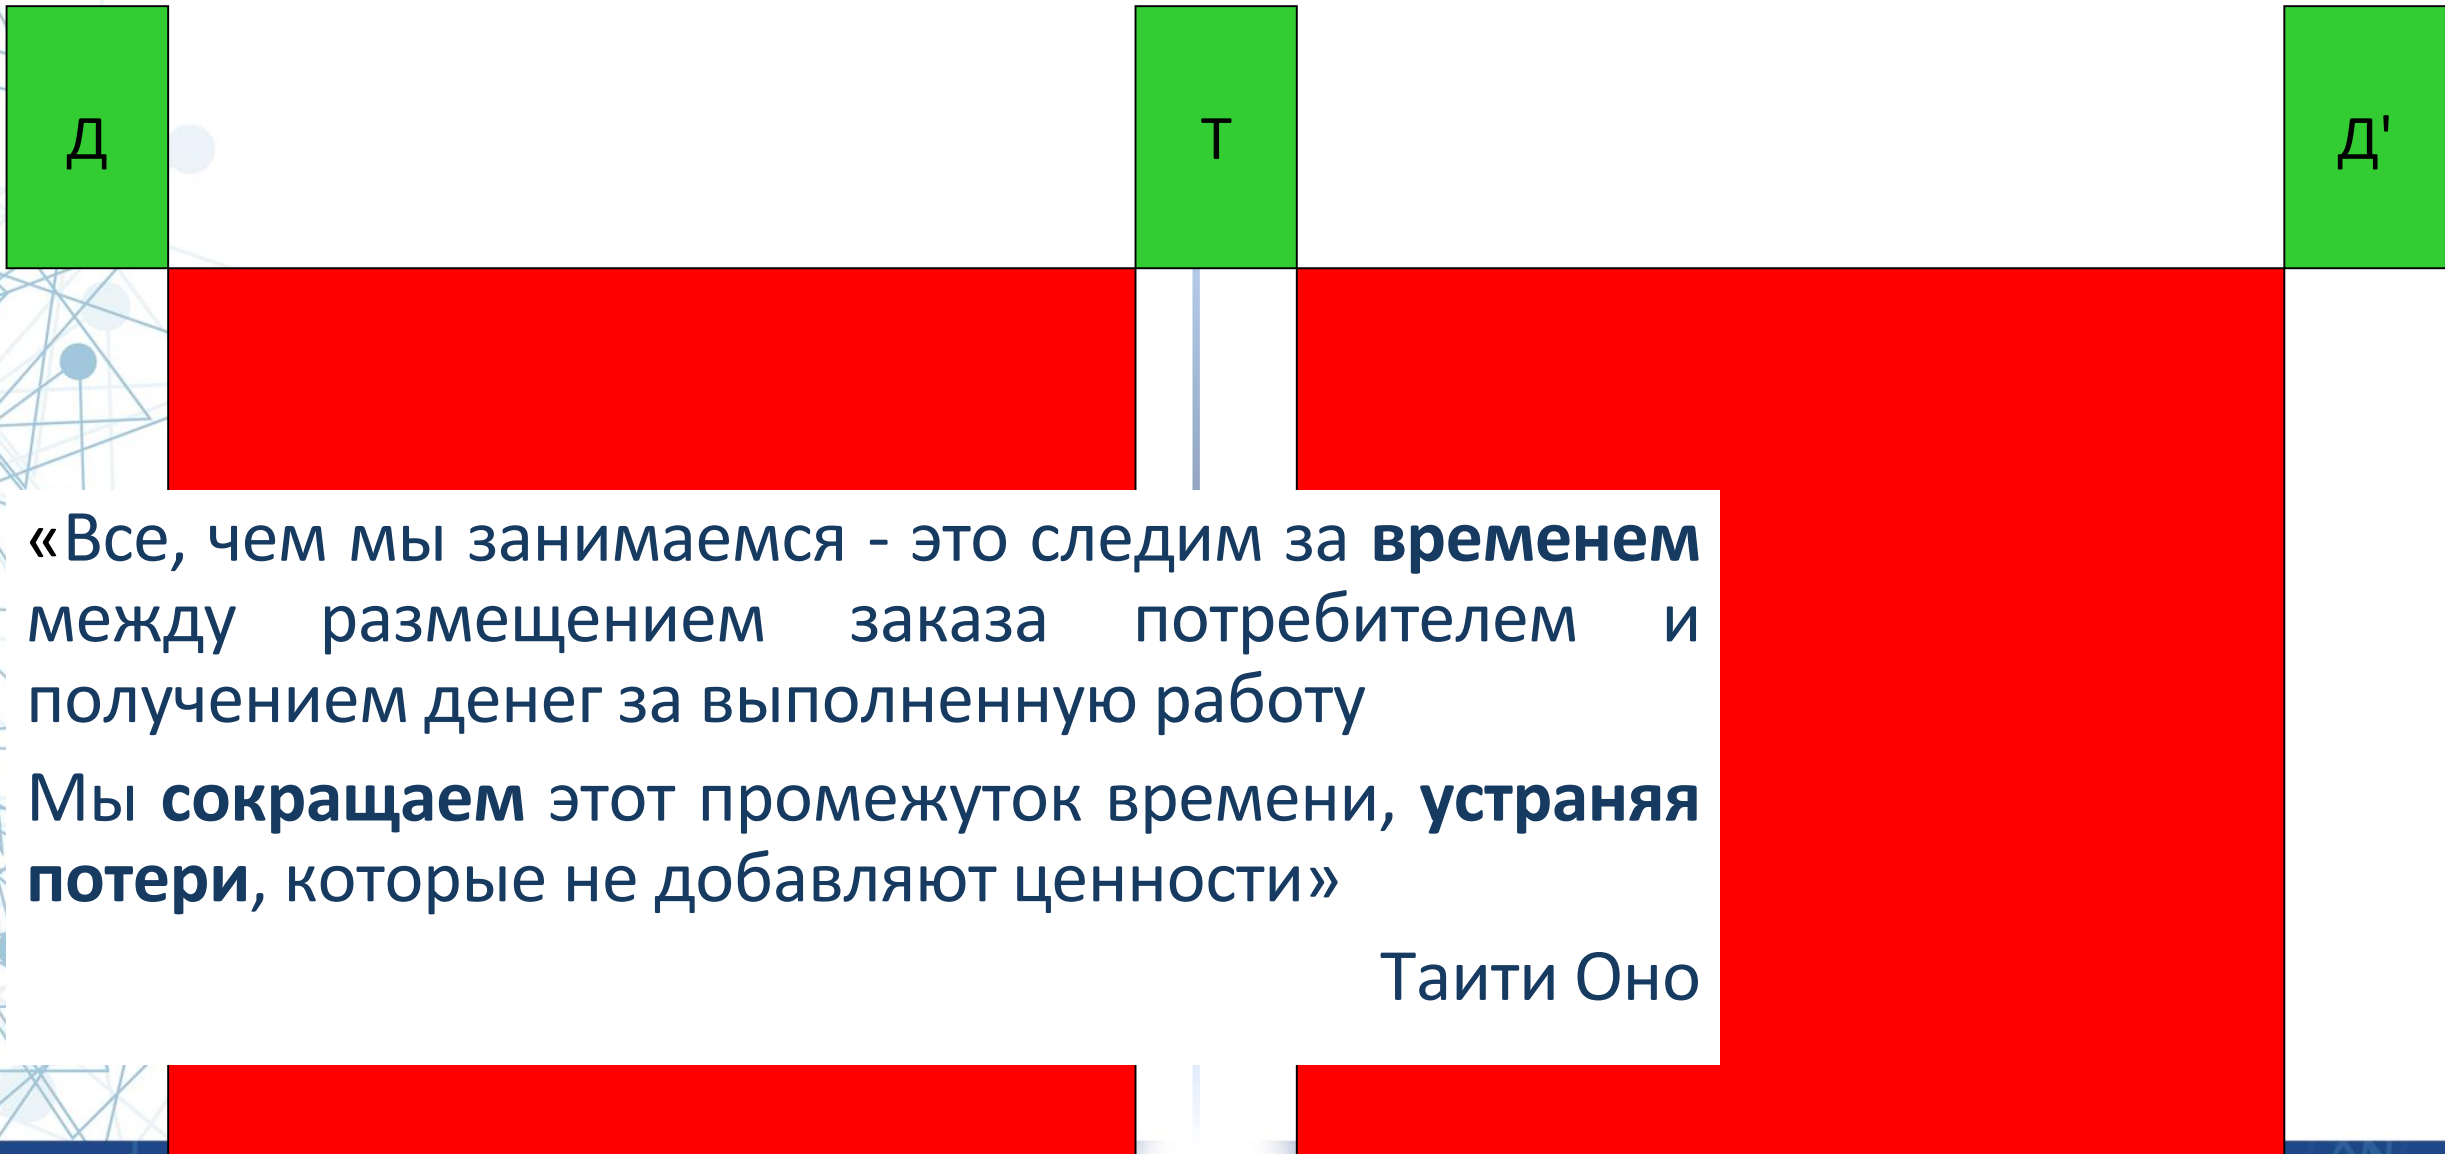 Д Т Д'
«Все, чем мы занимаемся - это следим за временем
между размещением заказа потребителем и
получением денег за выполненную работу
Мы сокращаем этот промежуток времени, устраняя
потери, которые не добавляют ценности»
Таити Оно